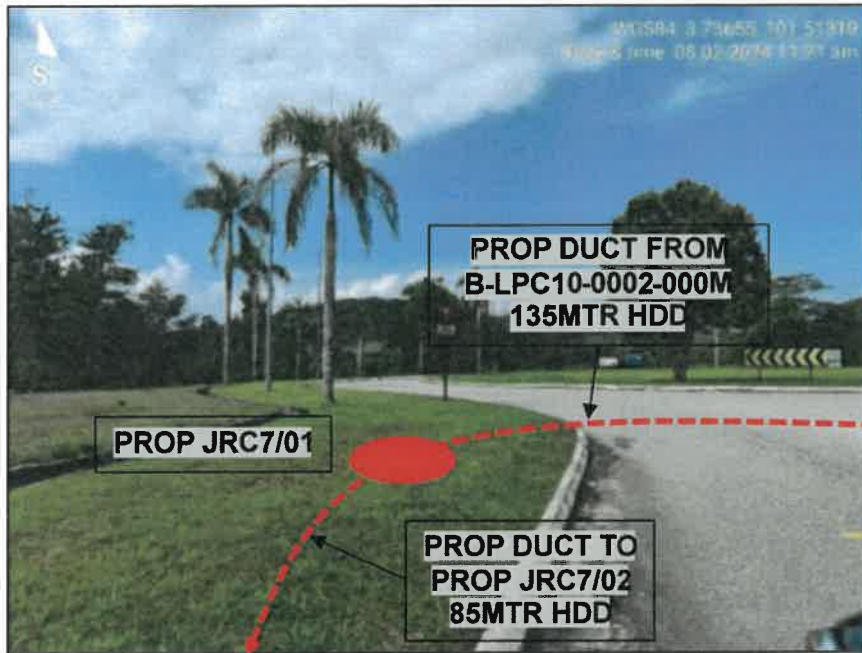 S
PROP DUCT FROM
B-LPC10-0002-000M
135MTR HDD
PROP JRC7/01
PROP DUCT TO
PROP JRC7/02
85MTR HDD